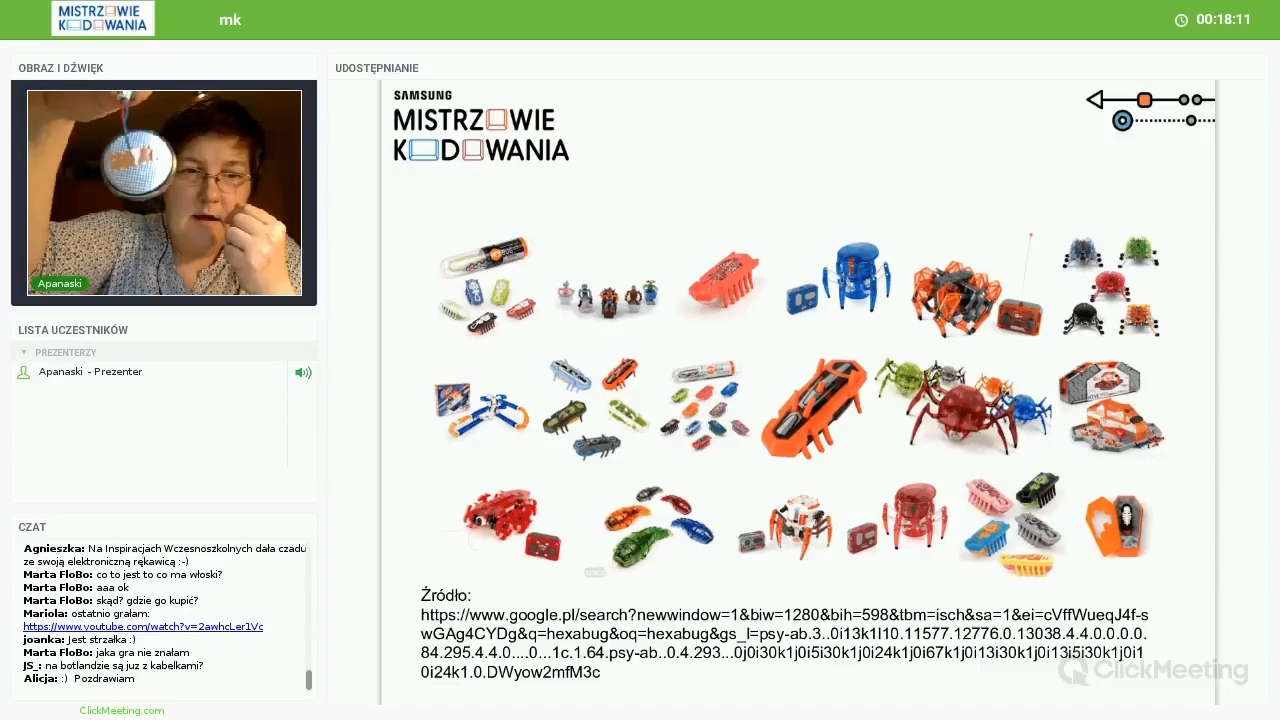 MISTRZOWIE
KODOWANIA
mk
00:18:11
OBRAZ I DŹWIĘK
Apanaski
LISTA UCZESTNIKÓW
PREZENTERZY
Apanaski - Prezenter
CZAT
Agnieszka: Na Inspiracjach Wczesnoszkolnych dała czadu
ze swoją elektroniczną rękawicą :-)
Marta FloBo: co to jest to co ma włoski?
Marta FloBo: aaa ok
Marta FloBo: skąd? gdzie go kupić?
Mariola: ostatnio grałam:
https://www.youtube.com/watch?v=2awhcLer1Vc
joanka: Jest strzałka :)
Marta FloBo: jaka gra nie znałam
JS_: na botlandzie są juz z kabelkami?
Alicja: :) Pozdrawiam
ClickMeeting.com
UDOSTĘPNIANIE
SAMSUNG
MISTRZOWIE
KODOWANIA
Źródło:
https://www.google.pl/search?newwindow=1&biw=1280&bih=598&tbm=isch&sa=1&ei=cVffWueqJ4f-s
wGAg4CYDg&q=hexabug&oq=hexabug&gs_l=psy-ab.3..0i13k1l10.11577.12776.0.13038.4.4.0.0.0.0.
84.295.4.4.0....0...1c.1.64.psy-ab..0.4.293...0j0i30k1j0i5i30k1j0i24k1j0i67k1j0i13i30k1j0i13i5i30k1j0i1
0i24k1.0.DWyow2mfM3c
ClickMeeting